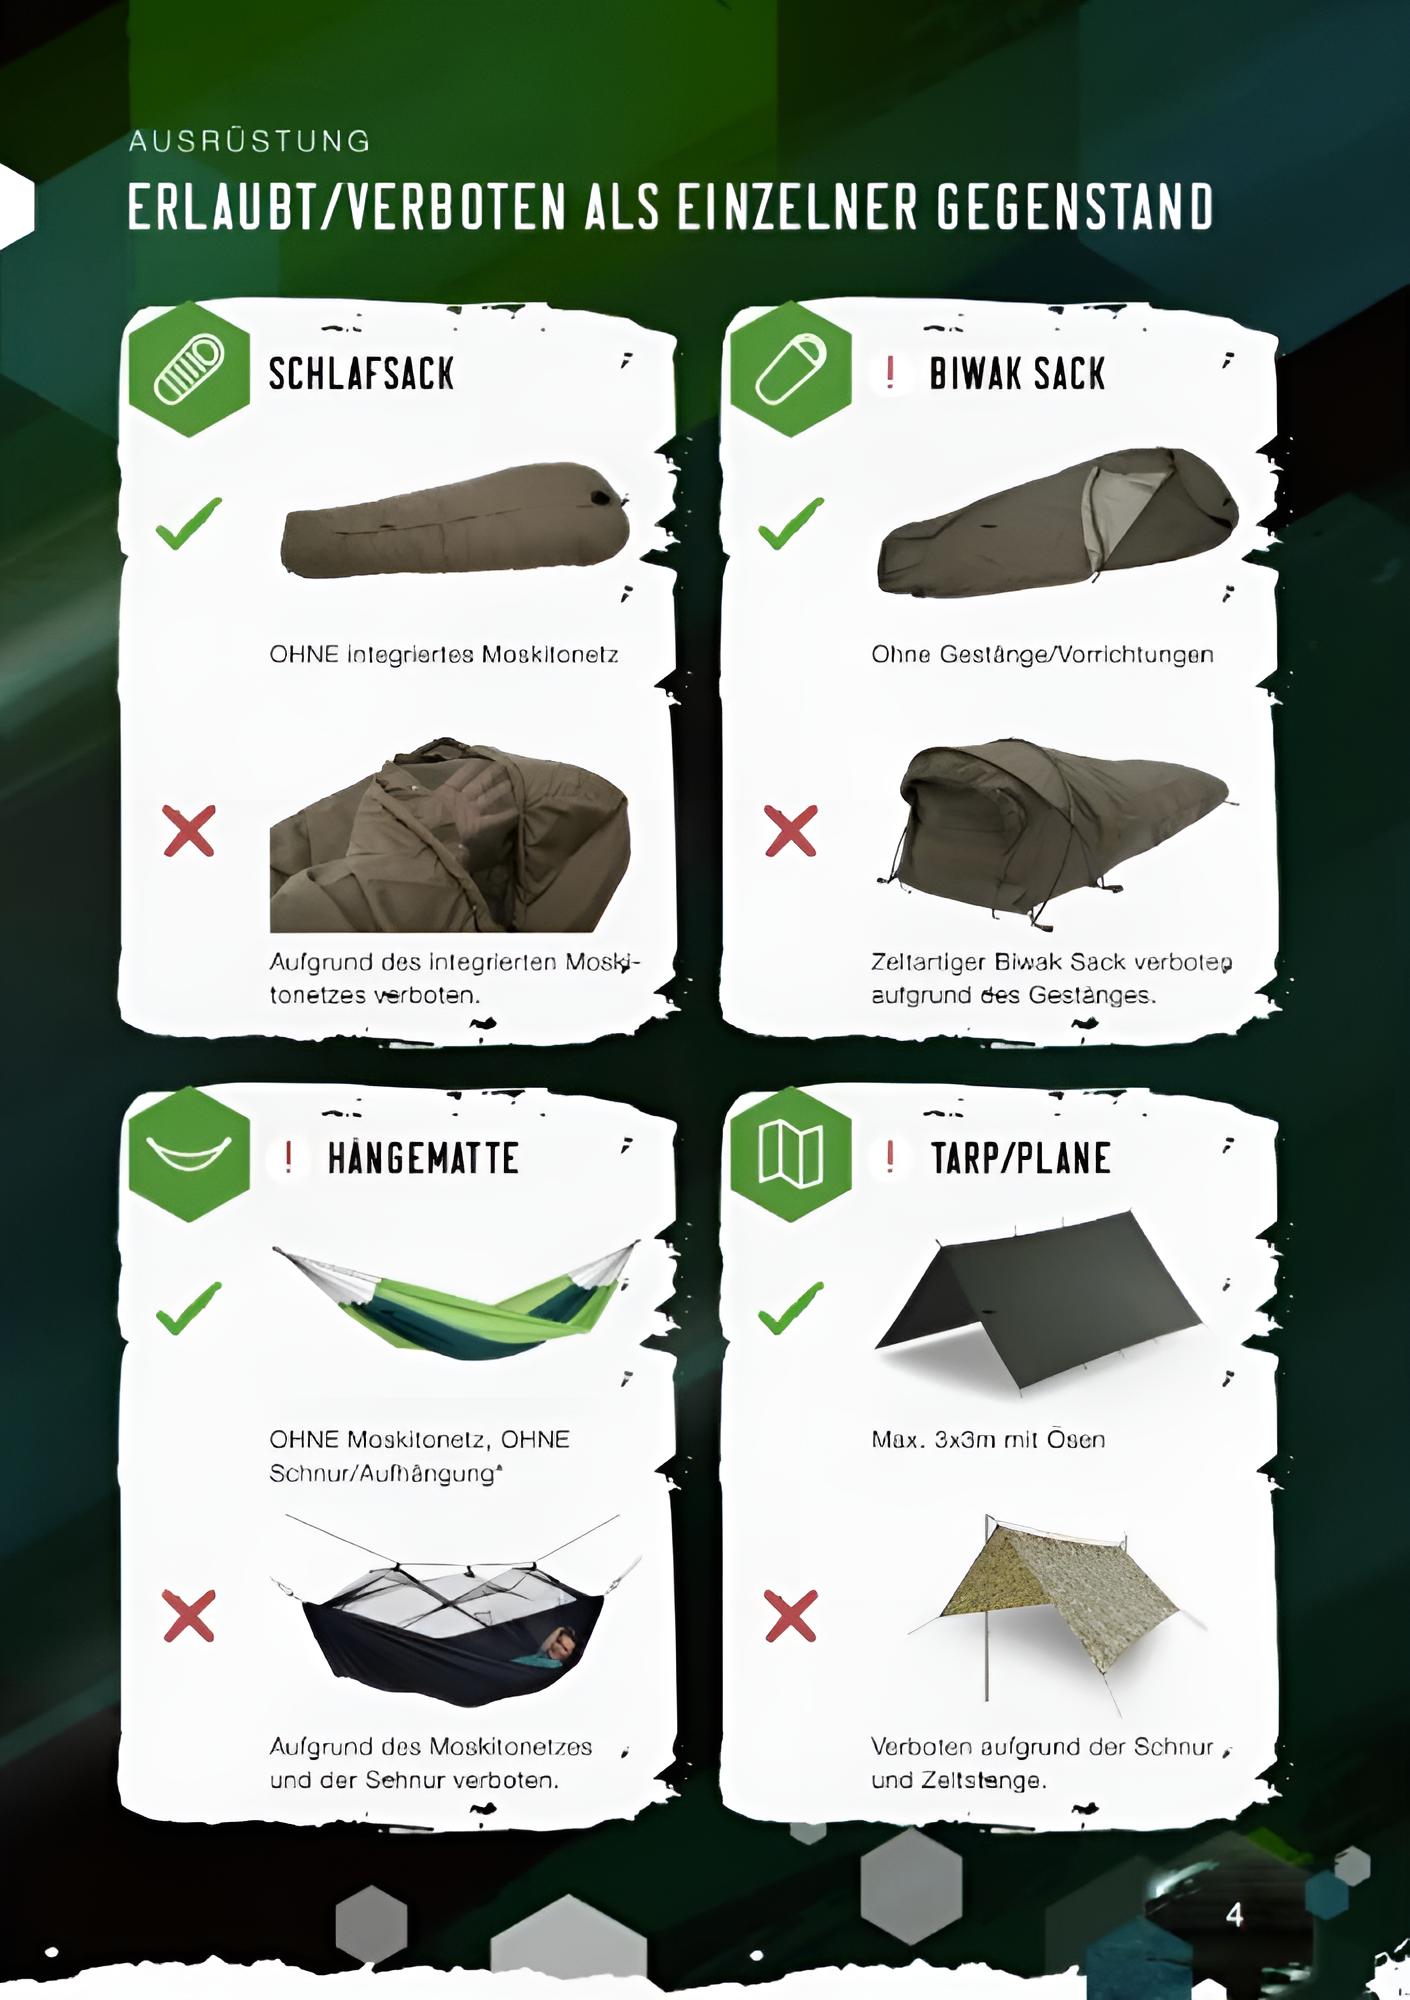 AUSRÜSTUNG
ERLAUBT/VERBOTEN ALS EINZELNER GEGENSTAND
SCHLAFSACK
OHNE integriertes Moskitonetz
Aufgrund des integrierten Moski-
tonetzes verboten.
! BIWAK SACK
Ohne Gestänge/Vorrichtungen
Zeltartiger Biwak Sack verboten
aufgrund des Gestänges.
! HÄNGEMATTE
OHNE Moskitonetz, OHNE
Schnur/Aufhängung*
Aufgrund des Moskitonetzes
und der Schnur verboten.
! TARP/PLANE
Max. 3x3m mit Ösen
Verboten aufgrund der Schnur
und Zeltstange.
4